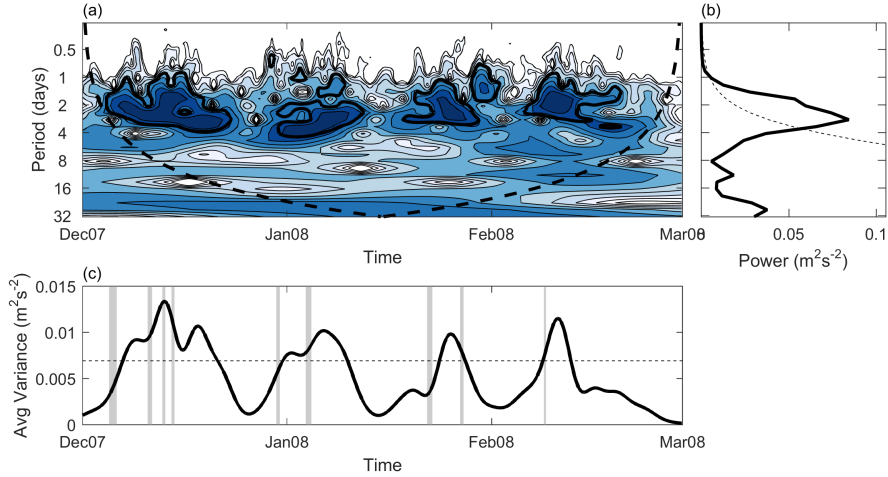 (a)
Period (days)
0.5
1
2
4
8
16
32
Dec07
Jan08
Feb08
Mar08
Time
(b)
0
0.05
0.1
Power (m²s⁻²)
(c)
Avg Variance (m²s⁻²)
0.015
0.01
0.005
0
Dec07
Jan08
Feb08
Mar08
Time